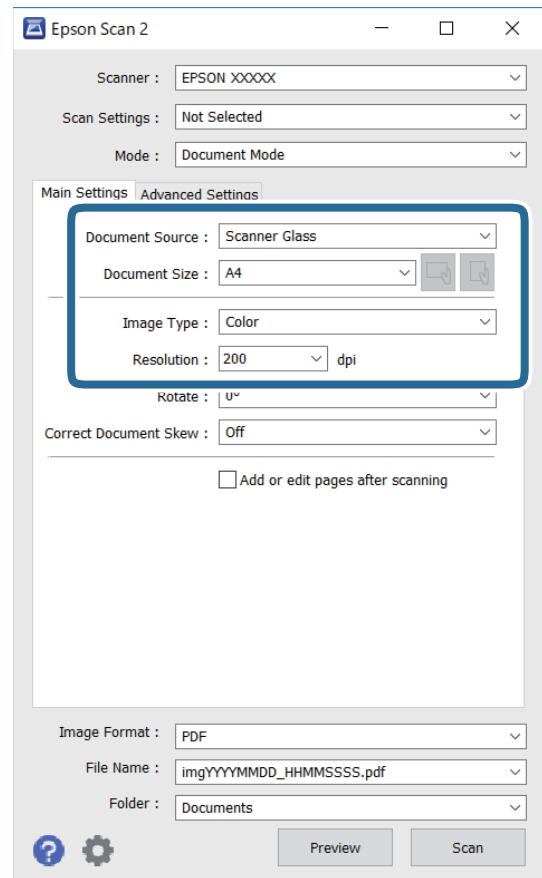 Epson Scan 2
Scanner : EPSON XXXXX
Scan Settings : Not Selected
Mode : Document Mode
Main Settings Advanced Settings
Document Source : Scanner Glass
Document Size : A4
Image Type : Color
Resolution : 200 dpi
Rotate : 0°
Correct Document Skew : Off
Add or edit pages after scanning
Image Format : PDF
File Name : imgYYYYMMDD_HHMMSSSS.pdf
Folder : Documents
Preview Scan